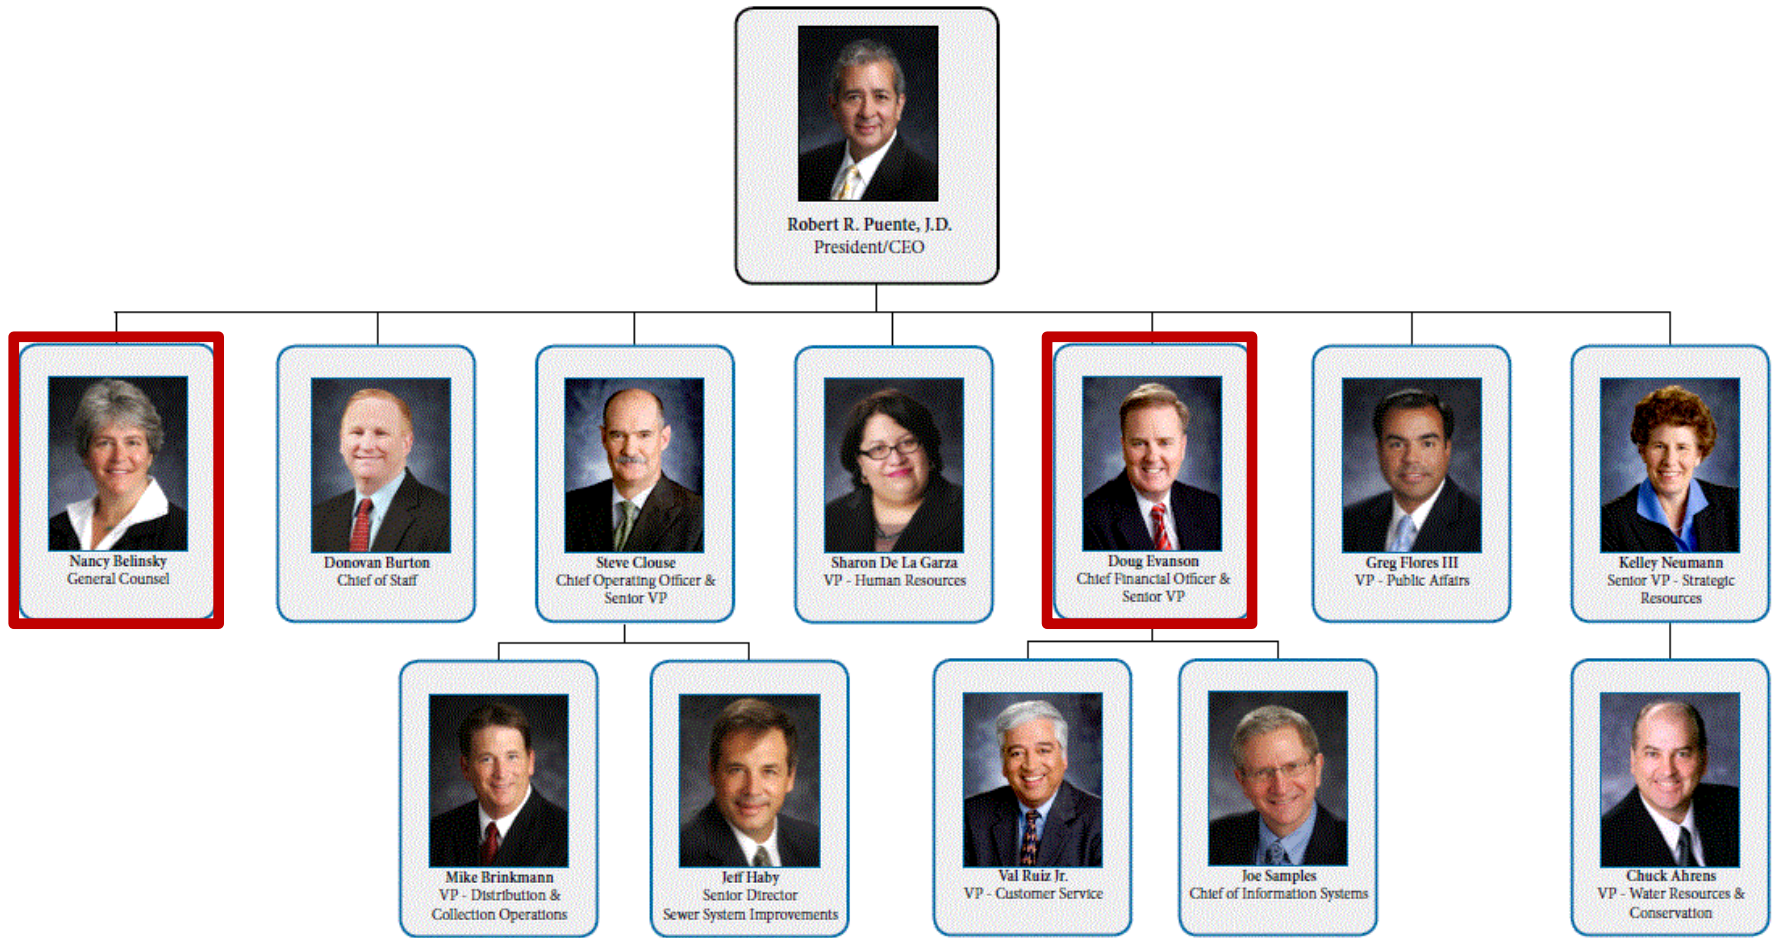 Robert R. Puente, J.D.
President/CEO
Nancy Belinsky
General Counsel
Donovan Burton
Chief of Staff
Steve Clouse
Chief Operating Officer &
Senior VP
Sharon De La Garza
VP - Human Resources
Doug Evanson
Chief Financial Officer &
Senior VP
Greg Flores III
VP - Public Affairs
Kelley Neumann
Senior VP - Strategic
Resources
Mike Brinkmann
VP - Distribution &
Collection Operations
Jeff Haby
Senior Director
Sewer System Improvements
Val Ruiz Jr.
VP - Customer Service
Joe Samples
Chief of Information Systems
Chuck Ahrens
VP - Water Resources &
Conservation